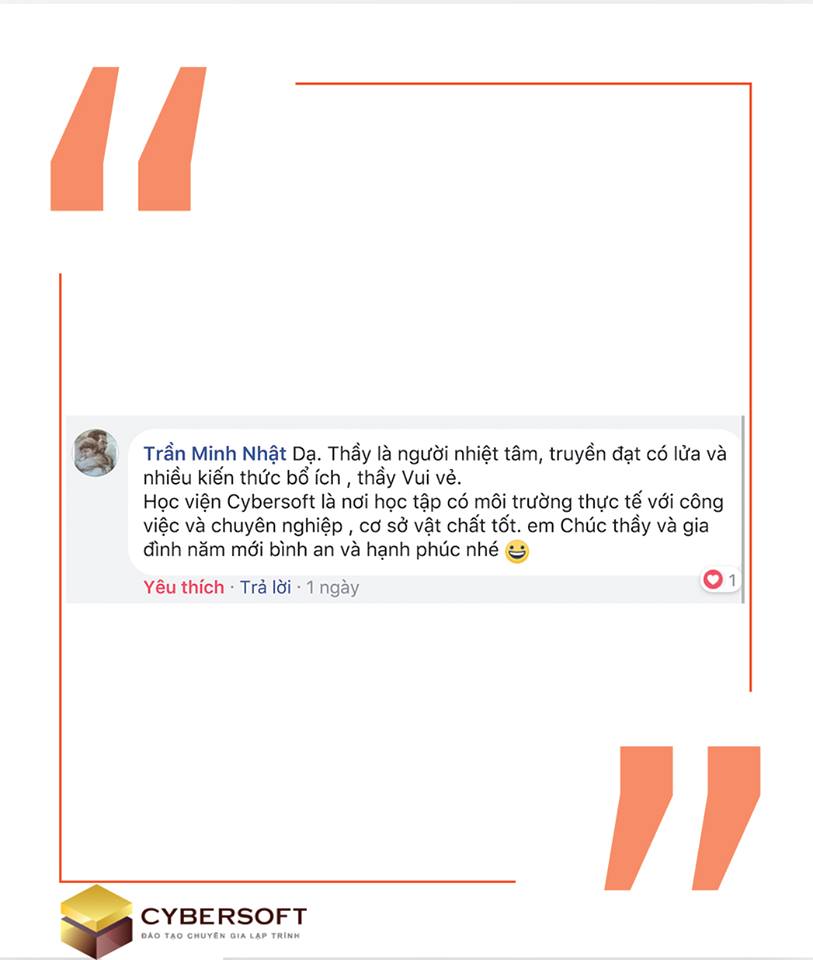 Trần Minh Nhật Dạ. Thầy là người nhiệt tâm, truyền đạt có lửa và
nhiều kiến thức bổ ích , thầy Vui vẻ.
Học viện Cybersoft là nơi học tập có môi trường thực tế với công
việc và chuyên nghiệp , cơ sở vật chất tốt. em Chúc thầy và gia
đình năm mới bình an và hạnh phúc nhé 😀
Yêu thích · Trả lời · 1 ngày
1
CYBERSOFT
ĐÀO TẠO CHUYÊN GIA LẬP TRÌNH